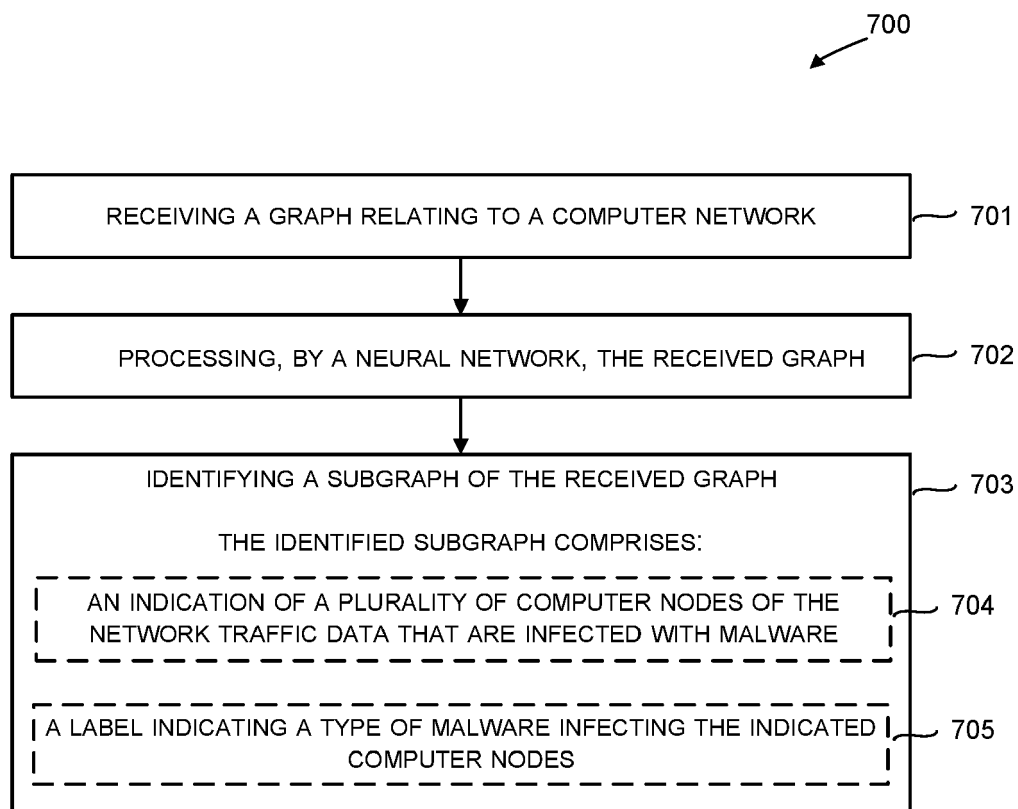 700
RECEIVING A GRAPH RELATING TO A COMPUTER NETWORK
701
PROCESSING, BY A NEURAL NETWORK, THE RECEIVED GRAPH
702
IDENTIFYING A SUBGRAPH OF THE RECEIVED GRAPH
703
THE IDENTIFIED SUBGRAPH COMPRISES:
AN INDICATION OF A PLURALITY OF COMPUTER NODES OF THE
NETWORK TRAFFIC DATA THAT ARE INFECTED WITH MALWARE
704
A LABEL INDICATING A TYPE OF MALWARE INFECTING THE INDICATED
COMPUTER NODES
705